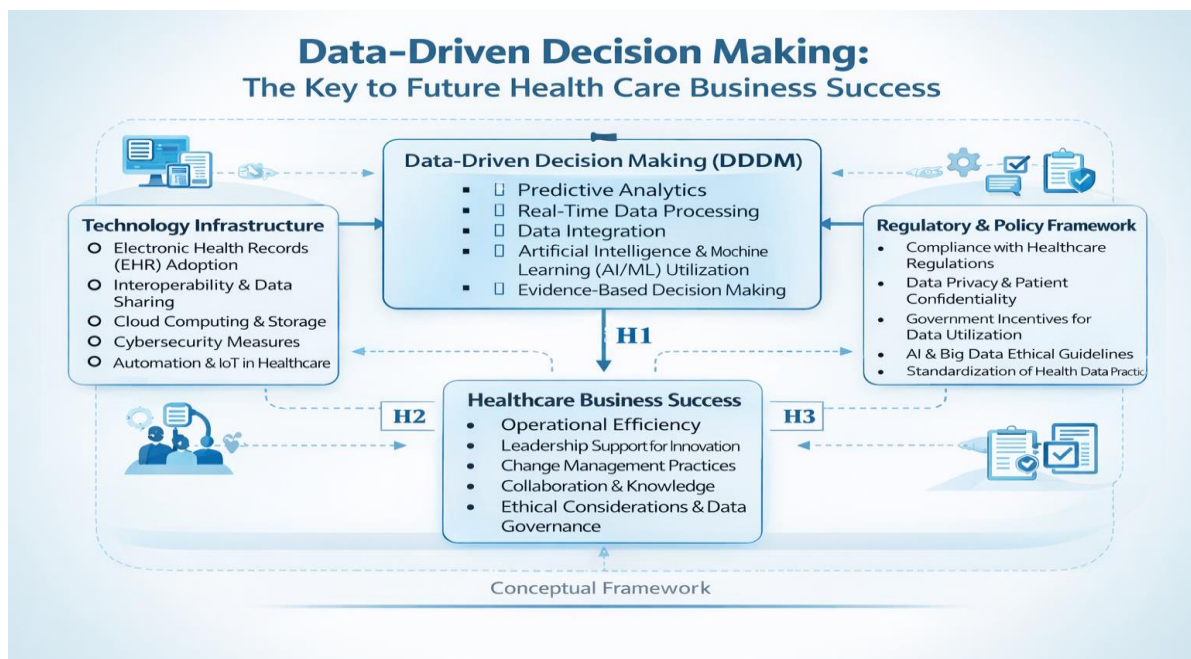 Data-Driven Decision Making:
The Key to Future Health Care Business Success
Data-Driven Decision Making (DDDM)
Predictive Analytics
Real-Time Data Processing
Data Integration
Artificial Intelligence & Mochine
Learning (AI/ML) Utilization
Evidence-Based Decision Making
Technology Infrastructure
Electronic Health Records
(EHR) Adoption
Interoperability & Data
Sharing
Cloud Computing & Storage
Cybersecurity Measures
Automation & IoT in Healthcare
Regulatory & Policy Framework
Compliance with Healthcare
Regulations
Data Privacy & Patient
Confidentiality
Government Incentives for
Data Utilization
AI & Big Data Ethical Guidelines
Standardization of Health Data Practic
H1
H2
H3
Healthcare Business Success
Operational Efficiency
Leadership Support for Innovation
Change Management Practices
Collaboration & Knowledge
Ethical Considerations & Data
Governance
Conceptual Framework